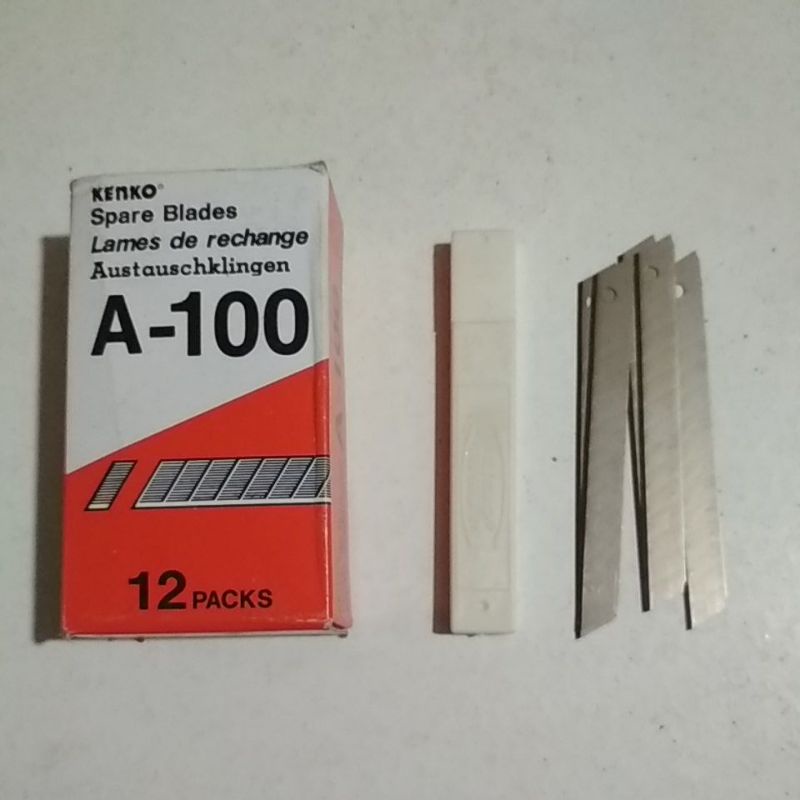 KENKO®
Spare Blades
Lames de rechange
Austauschklingen
A-100
12 PACKS